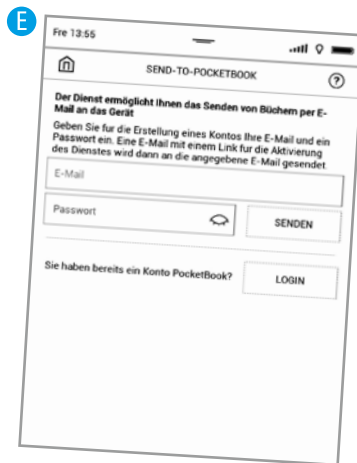 E
Fre 13:55
SEND-TO-POCKETBOOK
?
Der Dienst ermöglicht Ihnen das Senden von Büchern per E-
Mail an das Gerät
Geben Sie fur die Erstellung eines Kontos Ihre E-Mail und ein
Passwort ein. Eine E-Mail mit einem Link fur die Aktivierung
des Dienstes wird dann an die angegebene E-Mail gesendet
E-Mail
Passwort
SENDEN
Sie haben bereits ein Konto PocketBook?
LOGIN